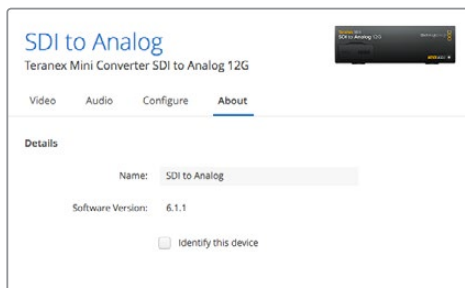 SDI to Analog
Teranex Mini Converter SDI to Analog 12G
Video Audio Configure About
Details
Name: SDI to Analog
Software Version: 6.1.1
Identify this device